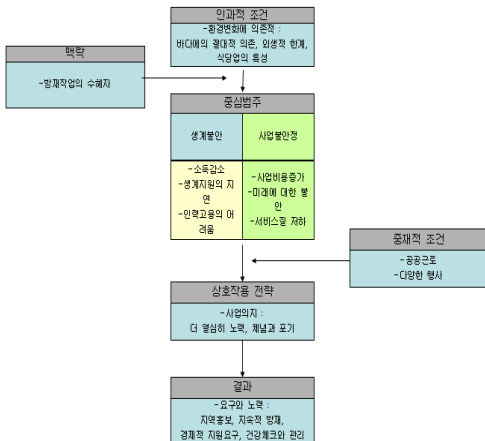 인과적 조건
-환경변화에 의존적 :
바다에의 절대적 의존, 외생적 한계,
식당업의 특성
맥락
-방재작업의 수혜자
중심범주
생계불안
사업불안정
-소득감소
-생계지원의 지
연
-인력고용의 어
려움
-사업비용증가
-미래에 대한 불
안
-서비스질 저하
중재적 조건
-공공근로
-다양한 행사
상호작용 전략
-사업의지 :
더 열심히 노력, 체념과 포기
결과
-요구와 노력 :
지역홍보, 지속적 방재,
경제적 지원요구, 건강체크와 관리